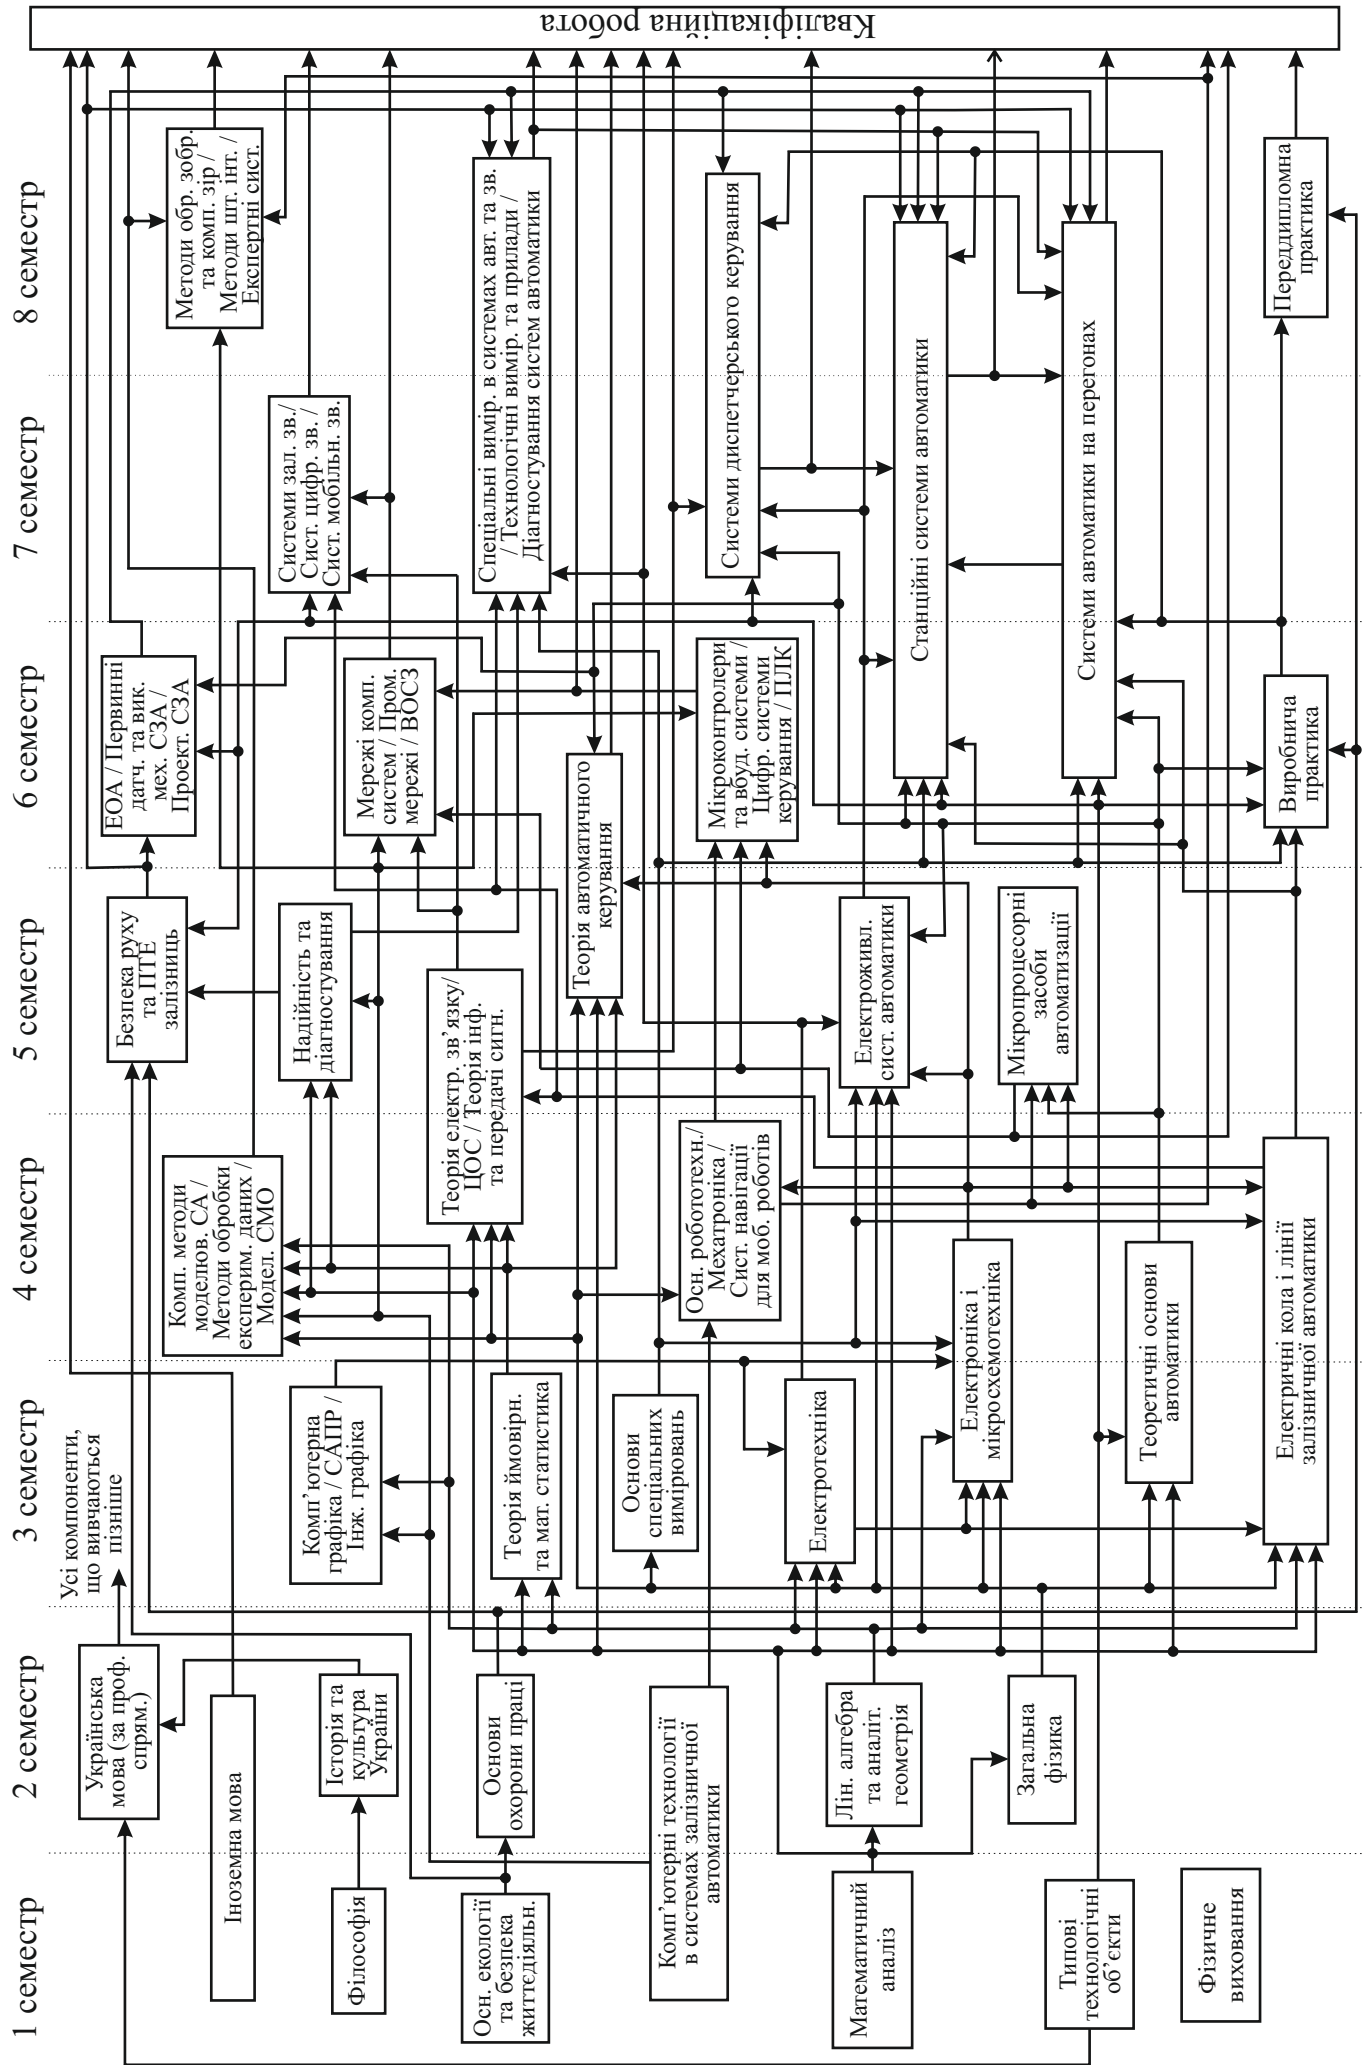 1 семестр
2 семестр
3 семестр
4 семестр
5 семестр
6 семестр
7 семестр
8 семестр
Кваліфікаційна робота
Українська
мова (за проф.
спрям.)
Усі компоненти,
що вивчаються
пізніше
Безпека руху
та ПТЕ
залізниць
ЕОА / Первинні
датч. та вик.
мех. СЗА /
Проект. СЗА
Методи обр. зобр.
та комп. зір /
Методи шт. інт. /
Експертні сист.
Іноземна мова
Комп. методи
моделюв. СА /
Методи обробки
експерим. даних /
Модел. СМО
Надійність та
діагностування
Системи зал. зв./
Сист. цифр. зв. /
Сист. мобільн. зв.
Філософія
Історія та
культура
України
Комп’ютерна
графіка / САПР /
Інж. графіка
Мережі комп.
систем / Пром.
мережі / ВОСЗ
Осн. екології
та безпека
життєдіяльн.
Основи
охорони праці
Теорія ймовірн.
та мат. статистика
Теорія електр. зв’язку/
ЦОС / Теорія інф.
та передачі сигн.
Теорія автоматичного
керування
Спеціальні вимір. в системах авт. та зв.
/ Технологічні вимір. та прилади /
Діагностування систем автоматики
Комп’ютерні технології
в системах залізничної
автоматики
Основи
спеціальних
вимірювань
Осн. робототехн./
Мехатроніка /
Сист. навігації
для моб. роботів
Мікроконтролери
та вбуд. системи /
Цифр. системи
керування / ПЛК
Системи диспетчерського керування
Математичний
аналіз
Лін. алгебра
та аналіт.
геометрія
Електротехніка
Електроживл.
сист. автоматики
Станційні системи автоматики
Загальна
фізика
Електроніка і
мікросхемотехніка
Мікропроцесорні
засоби
автоматизації
Системи автоматики на перегонах
Типові
технологічні
об’єкти
Теоретичні основи
автоматики
Фізичне
виховання
Електричні кола і лінії
залізничної автоматики
Виробнича
практика
Переддипломна
практика